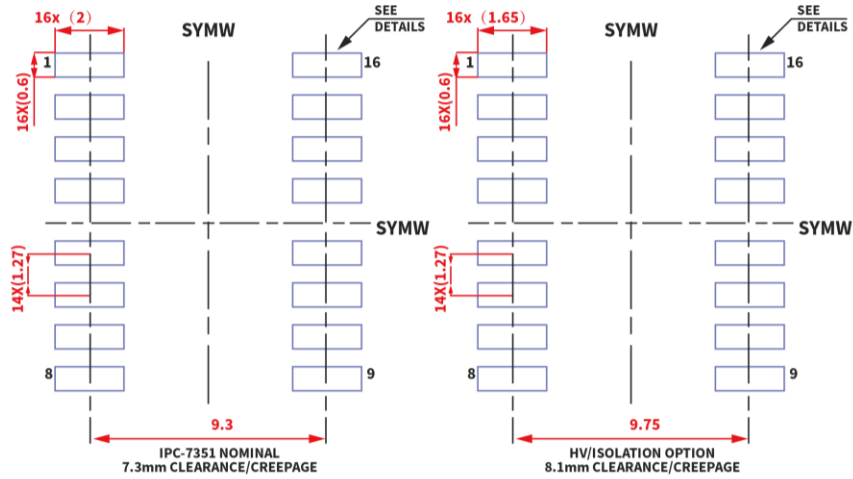 16x（2）
SYMW
SEE
DETAILS
1
16
16X(0.6)
SYMW
14X(1.27)
8
9
9.3
IPC-7351 NOMINAL
7.3mm CLEARANCE/CREEPAGE
16x（1.65）
SYMW
SEE
DETAILS
1
16
16X(0.6)
SYMW
14X(1.27)
8
9
9.75
HV/ISOLATION OPTION
8.1mm CLEARANCE/CREEPAGE